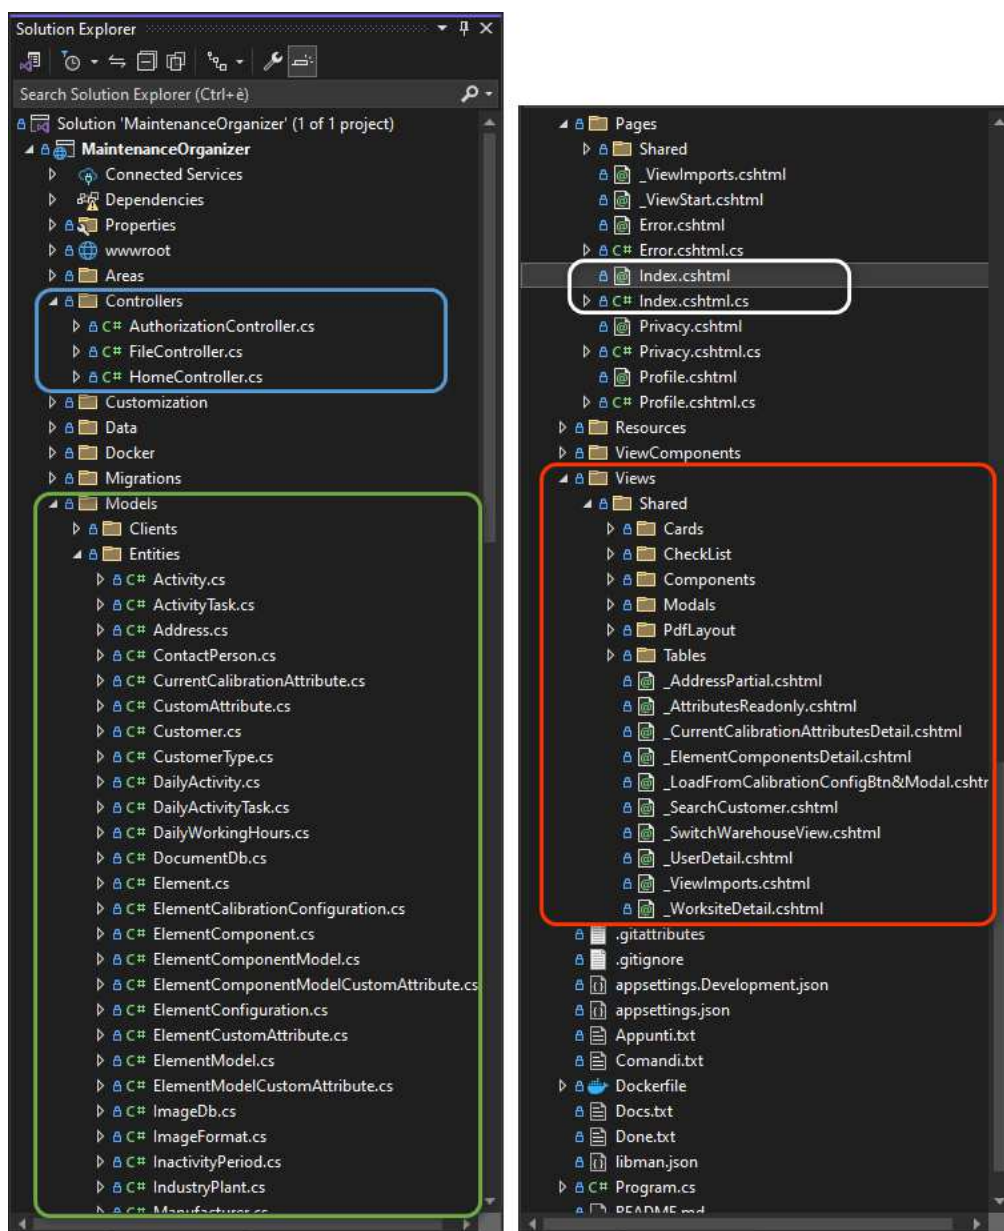 Solution Explorer
Search Solution Explorer (Ctrl+è)
Solution 'MaintenanceOrganizer' (1 of 1 project)
MaintenanceOrganizer
Connected Services
Dependencies
Properties
wwwroot
Areas
Controllers
C# AuthorizationController.cs
C# FileController.cs
C# HomeController.cs
Customization
Data
Docker
Migrations
Models
Clients
Entities
C# Activity.cs
C# ActivityTask.cs
C# Address.cs
C# ContactPerson.cs
C# CurrentCalibrationAttribute.cs
C# CustomAttribute.cs
C# Customer.cs
C# CustomerType.cs
C# DailyActivity.cs
C# DailyActivityTask.cs
C# DailyWorkingHours.cs
C# DocumentDb.cs
C# Element.cs
C# ElementCalibrationConfiguration.cs
C# ElementComponent.cs
C# ElementComponentModel.cs
C# ElementComponentModelCustomAttribute.cs
C# ElementConfiguration.cs
C# ElementCustomAttribute.cs
C# ElementModel.cs
C# ElementModelCustomAttribute.cs
C# ImageDb.cs
C# ImageFormat.cs
C# InactivityPeriod.cs
C# IndustryPlant.cs
C# Manufacturer.cs
Pages
Shared
_ViewImports.cshtml
_ViewStart.cshtml
Error.cshtml
C# Error.cshtml.cs
Index.cshtml
C# Index.cshtml.cs
Privacy.cshtml
C# Privacy.cshtml.cs
Profile.cshtml
C# Profile.cshtml.cs
Resources
ViewComponents
Views
Shared
Cards
CheckList
Components
Modals
PdfLayout
Tables
_AddressPartial.cshtml
_AttributesReadonly.cshtml
_CurrentCalibrationAttributesDetail.cshtml
_ElementComponentsDetail.cshtml
_LoadFromCalibrationConfigBtn&Modal.cshtr
_SearchCustomer.cshtml
_SwitchWarehouseView.cshtml
_UserDetail.cshtml
_ViewImports.cshtml
_WorksiteDetail.cshtml
.gitattributes
.gitignore
appsettings.Development.json
appsettings.json
Appunti.txt
Comandi.txt
Dockerfile
Docs.txt
Done.txt
libman.json
C# Program.cs
README.md